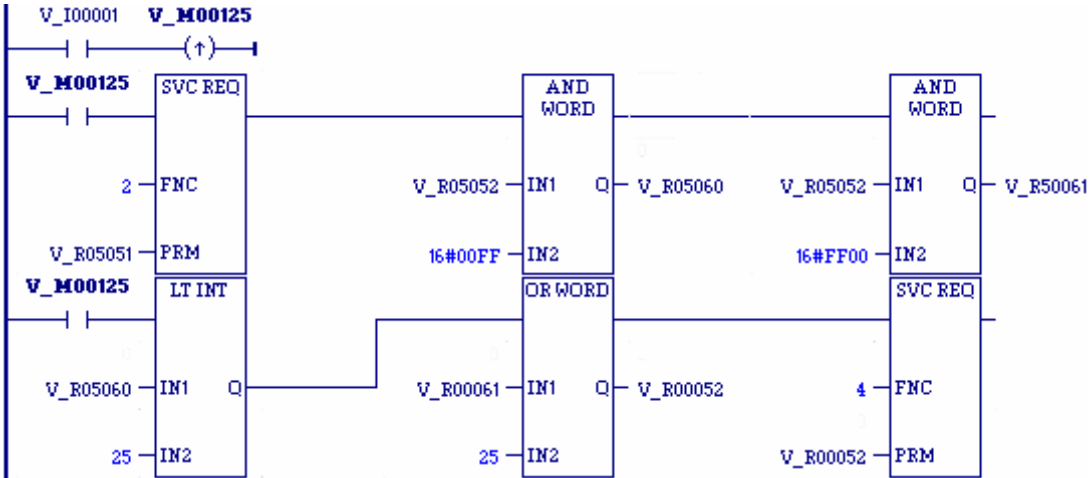 V_I00001 V_M00125
(↑)
V_M00125 SVC REQ AND WORD AND WORD
2 FNC V_R05052 IN1 Q V_R05060 V_R05052 IN1 Q V_R50061
V_R05051 PRM 16#00FF IN2 16#FF00 IN2
V_M00125 LT INT OR WORD SVC REQ
V_R05060 IN1 Q V_R00061 IN1 Q V_R00052 4 FNC
25 IN2 25 IN2 V_R00052 PRM